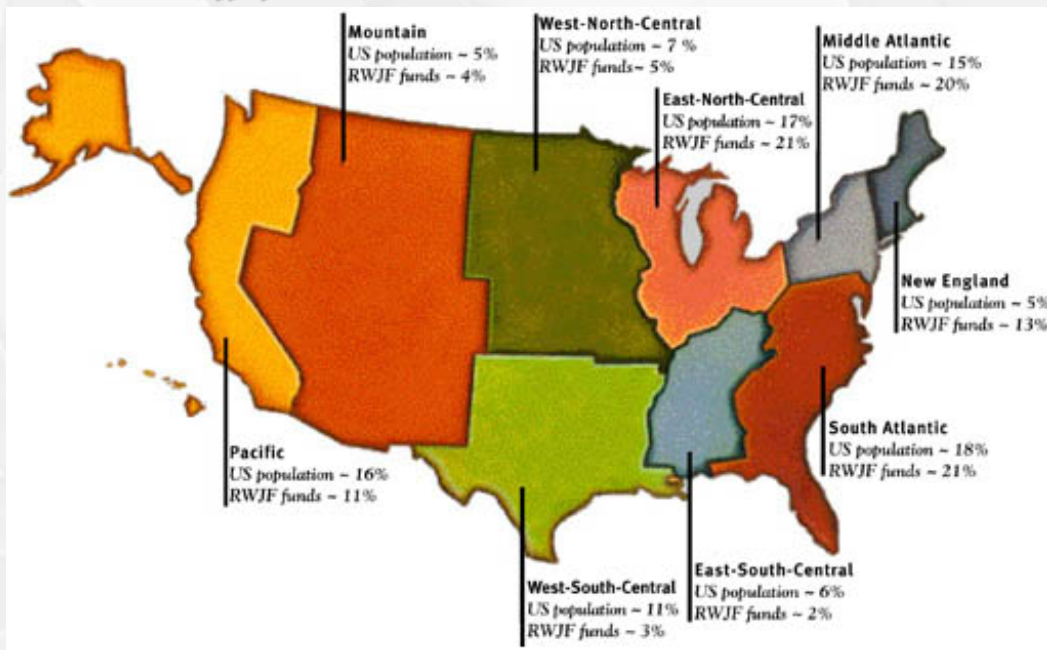 Mountain
US population ~ 5%
RWJF funds ~ 4%
West-North-Central
US population ~ 7 %
RWJF funds~ 5%
Middle Atlantic
US population ~ 15%
RWJF funds ~ 20%
East-North-Central
US population ~ 17%
RWJF funds ~ 21%
New England
US population ~ 5%
RWJF funds ~ 13%
South Atlantic
US population ~ 18%
RWJF funds ~ 21%
Pacific
US population ~ 16%
RWJF funds ~ 11%
West-South-Central
US population ~ 11%
RWJF funds ~ 3%
East-South-Central
US population ~ 6%
RWJF funds ~ 2%